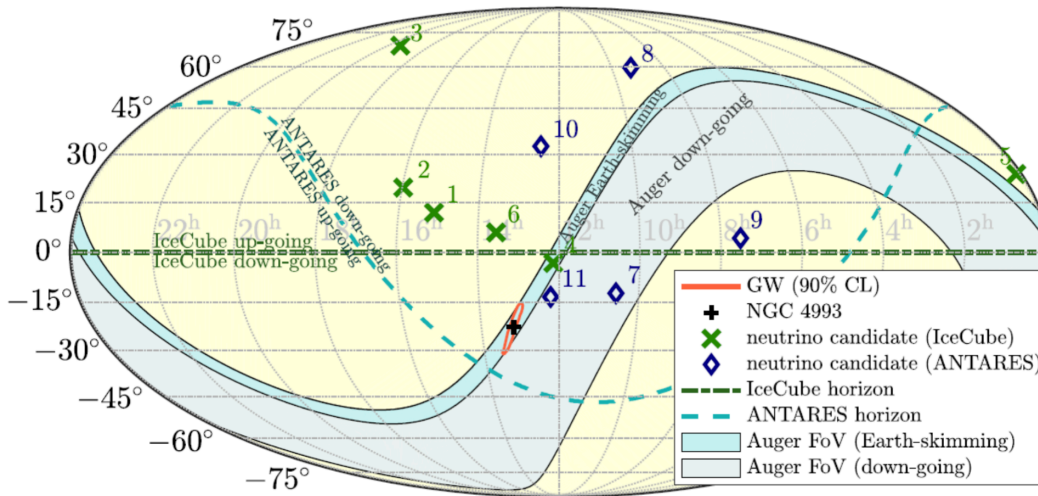 75°
60°
45°
30°
15°
0°
−15°
−30°
−45°
−60°
−75°
22h
20h
16h
12h
10h
8h
4h
2h
3
8
10
2
1
6
5
9
11
7
ANTARES down-going
ANTARES up-going
IceCube up-going
IceCube down-going
Auger Earth-skimming
Auger down-going
GW (90% CL)
NGC 4993
neutrino candidate (IceCube)
neutrino candidate (ANTARES)
IceCube horizon
ANTARES horizon
Auger FoV (Earth-skimming)
Auger FoV (down-going)